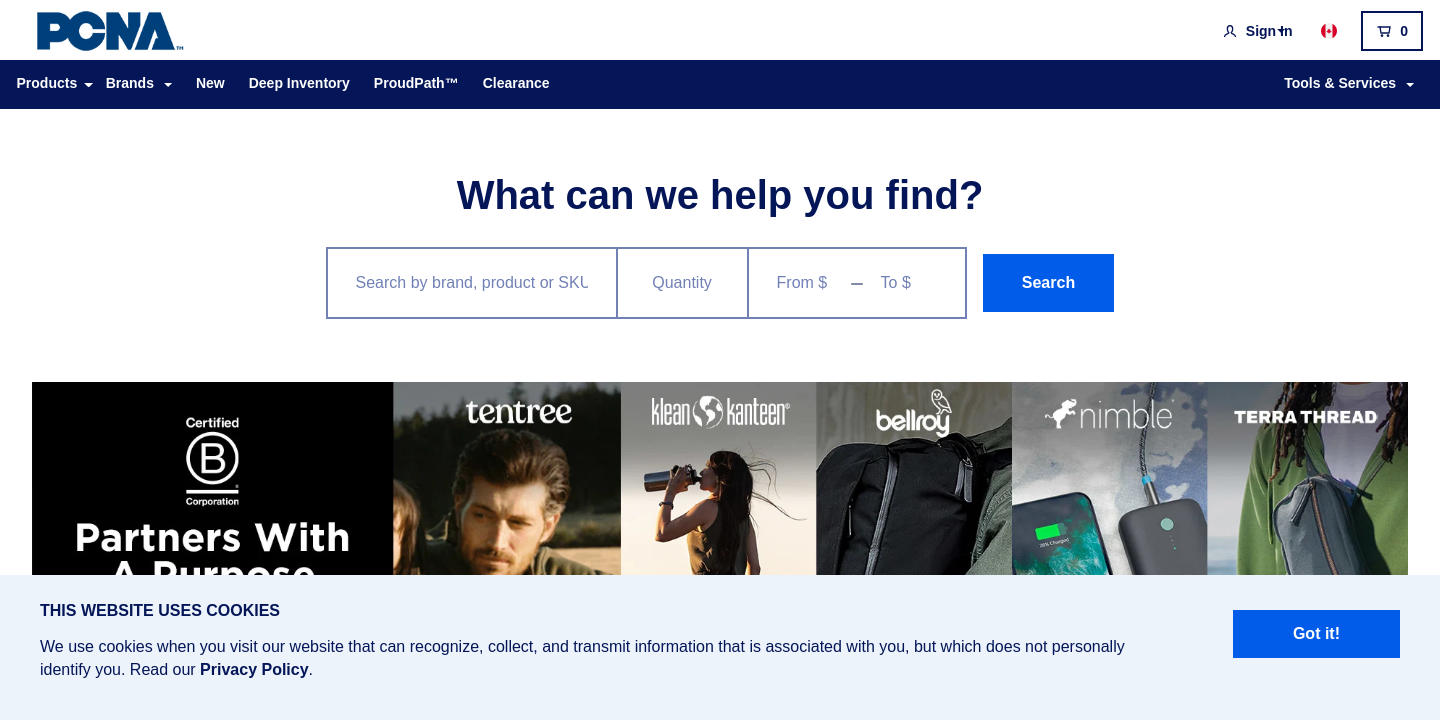 PCNA™
Sign In
0
Products Brands New Deep Inventory ProudPath™ Clearance Tools & Services
What can we help you find?
Search by brand, product or SKU
Quantity
From $ – To $
Search
Certified
B
Corporation
Partners With
A Purpose
tentree
klean kanteen®
bellroy
nimble
TERRA THREAD
THIS WEBSITE USES COOKIES
We use cookies when you visit our website that can recognize, collect, and transmit information that is associated with you, but which does not personally
identify you. Read our Privacy Policy.
Got it!